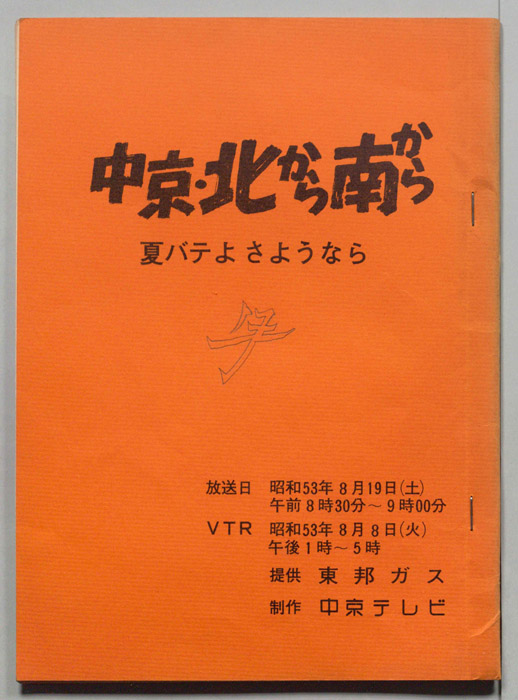 中京・北から南から
夏バテよさようなら
放送日 昭和53年8月19日(土)
午前8時30分～9時00分
VTR 昭和53年8月8日(火)
午後1時～5時
提供 東邦ガス
制作 中京テレビ